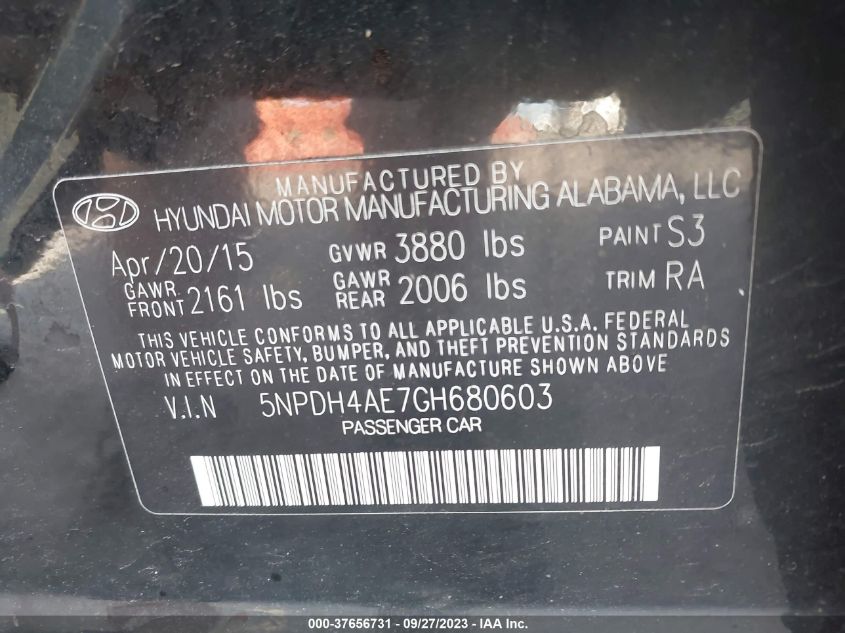 MANUFACTURED BY
HYUNDAI MOTOR MANUFACTURING ALABAMA, LLC
Apr/20/15 GVWR 3880 lbs PAINT S3
GAWR FRONT 2161 lbs GAWR REAR 2006 lbs TRIM RA
THIS VEHICLE CONFORMS TO ALL APPLICABLE U.S.A. FEDERAL
MOTOR VEHICLE SAFETY, BUMPER, AND THEFT PREVENTION STANDARDS
IN EFFECT ON THE DATE OF MANUFACTURE SHOWN ABOVE
V.I.N 5NPDH4AE7GH680603
PASSENGER CAR
000-37656731 - 09/27/2023 - IAA Inc.